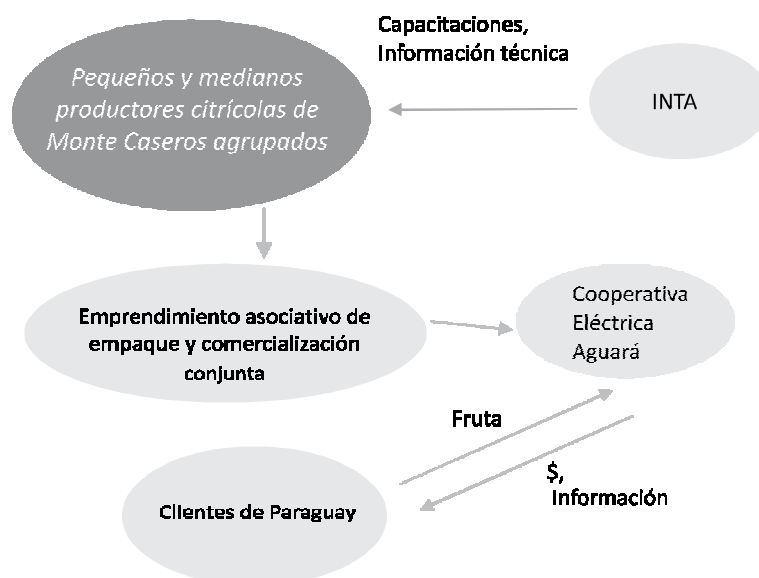 Capacitaciones,
Información técnica
Pequeños y medianos
productores citrícolas de
Monte Caseros agrupados
INTA
Emprendimiento asociativo de
empaque y comercialización
conjunta
Cooperativa
Eléctrica
Aguará
Fruta
$,
Información
Clientes de Paraguay